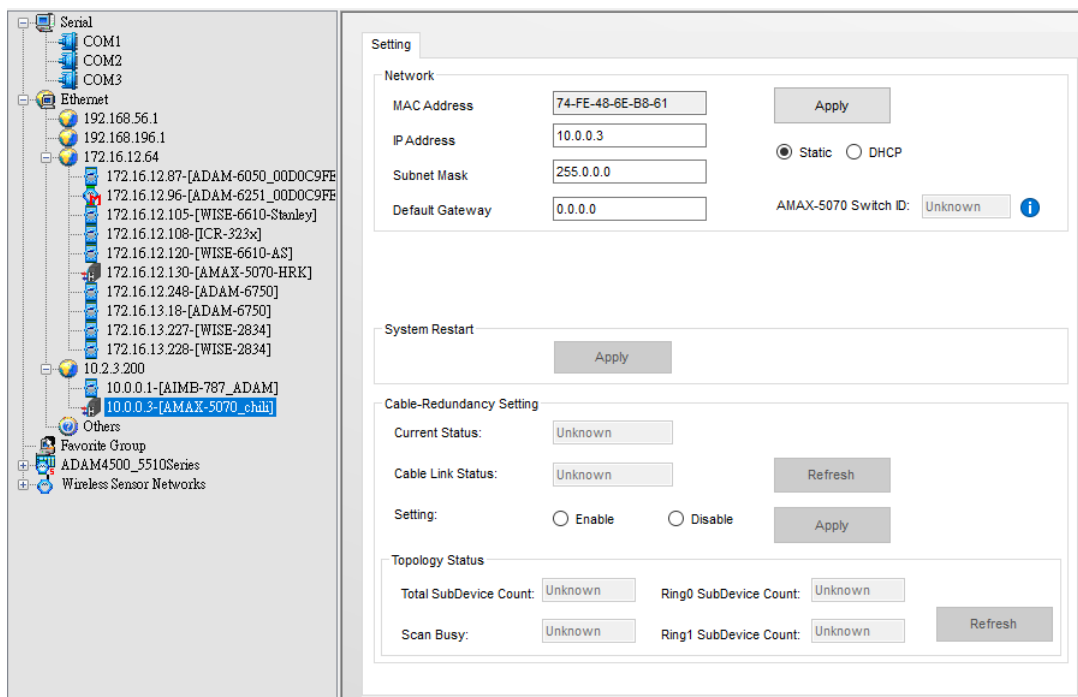 Serial
COM1
COM2
COM3
Ethernet
192.168.56.1
192.168.196.1
172.16.12.64
172.16.12.87-[ADAM-6050_00D0C9FE
172.16.12.96-[ADAM-6251_00D0C9FE
172.16.12.105-[WISE-6610-Stanley]
172.16.12.108-[ICR-323x]
172.16.12.120-[WISE-6610-AS]
172.16.12.130-[AMAX-5070-HRK]
172.16.12.248-[ADAM-6750]
172.16.13.18-[ADAM-6750]
172.16.13.227-[WISE-2834]
172.16.13.228-[WISE-2834]
10.2.3.200
10.0.0.1-[AIMB-787_ADAM]
10.0.0.3-[AMAX-5070_chili]
Others
Favorite Group
ADAM4500_5510Series
Wireless Sensor Networks
Setting
Network
MAC Address 74-FE-48-6E-B8-61 Apply
IP Address 10.0.0.3
Static DHCP
Subnet Mask 255.0.0.0
Default Gateway 0.0.0.0 AMAX-5070 Switch ID: Unknown i
System Restart
Apply
Cable-Redundancy Setting
Current Status: Unknown
Cable Link Status: Unknown Refresh
Setting: Enable Disable Apply
Topology Status
Total SubDevice Count: Unknown Ring0 SubDevice Count: Unknown
Scan Busy: Unknown Ring1 SubDevice Count: Unknown Refresh